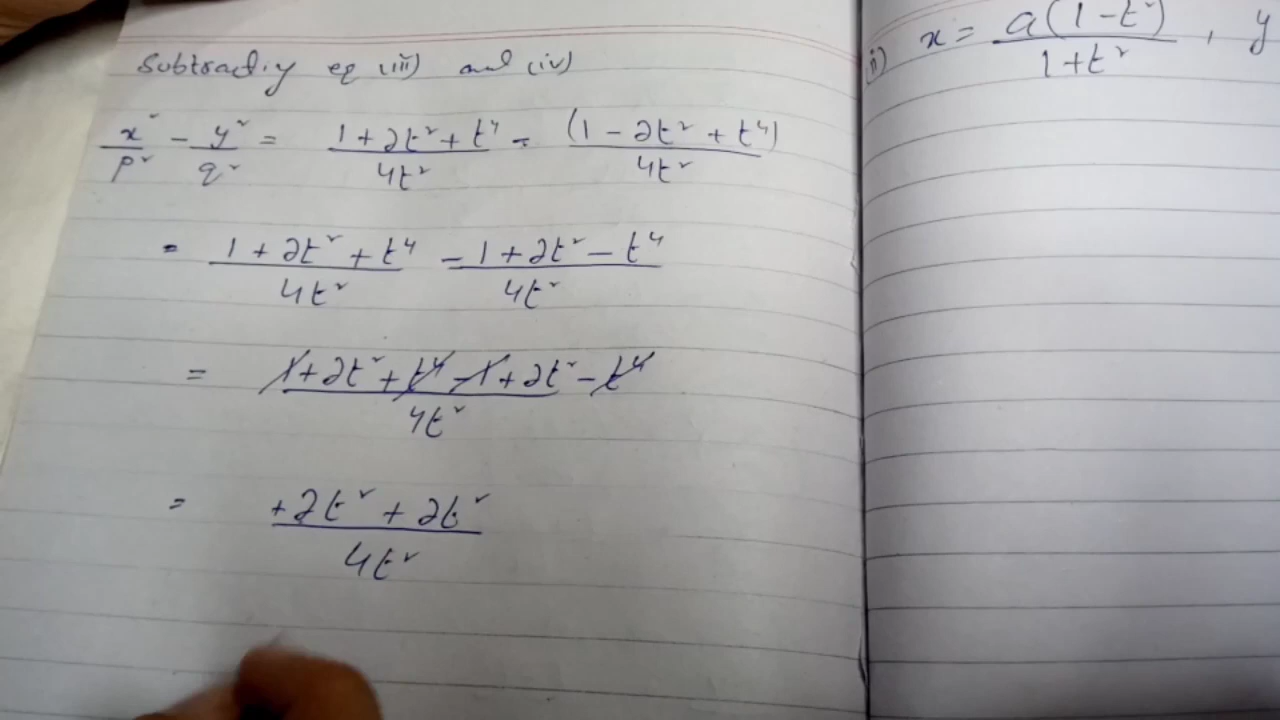 Subtracting eq (iii) and (iv)
x²/p² - y²/q² = 1+2t²+t⁴/4t² - (1-2t²+t⁴)/4t²
= 1+2t²+t⁴/4t² -1+2t²-t⁴/4t²
= 1+2t²+t⁴-1+2t²-t⁴/4t²
= +2t²+2t²/4t²
ii) x = a(1-t²)/1+t² , y